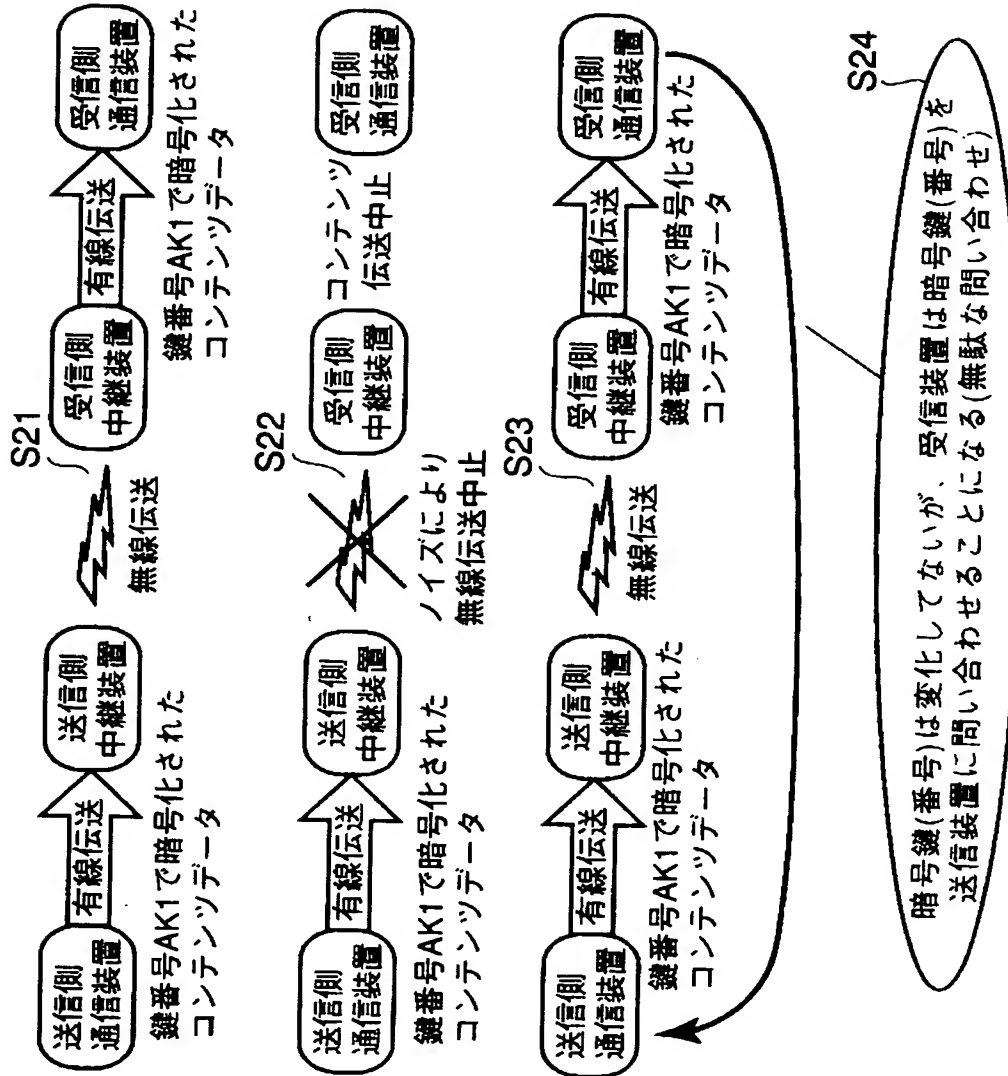 S21
送信側
通信装置
有線伝送
送信側
中継装置
無線伝送
受信側
中継装置
有線伝送
受信側
通信装置
鍵番号AK1で暗号化された
コンテンツデータ
鍵番号AK1で暗号化された
コンテンツデータ
S22
送信側
通信装置
有線伝送
送信側
中継装置
ノイズにより
無線伝送中止
受信側
中継装置
コンテンツ
伝送中止
受信側
通信装置
鍵番号AK1で暗号化された
コンテンツデータ
S23
送信側
通信装置
有線伝送
送信側
中継装置
無線伝送
受信側
中継装置
有線伝送
受信側
通信装置
鍵番号AK1で暗号化された
コンテンツデータ
鍵番号AK1で暗号化された
コンテンツデータ
S24
暗号鍵(番号)は変化してないが、受信装置は暗号鍵(番号)を
送信装置に問い合わせることになる(無駄な問い合わせ)